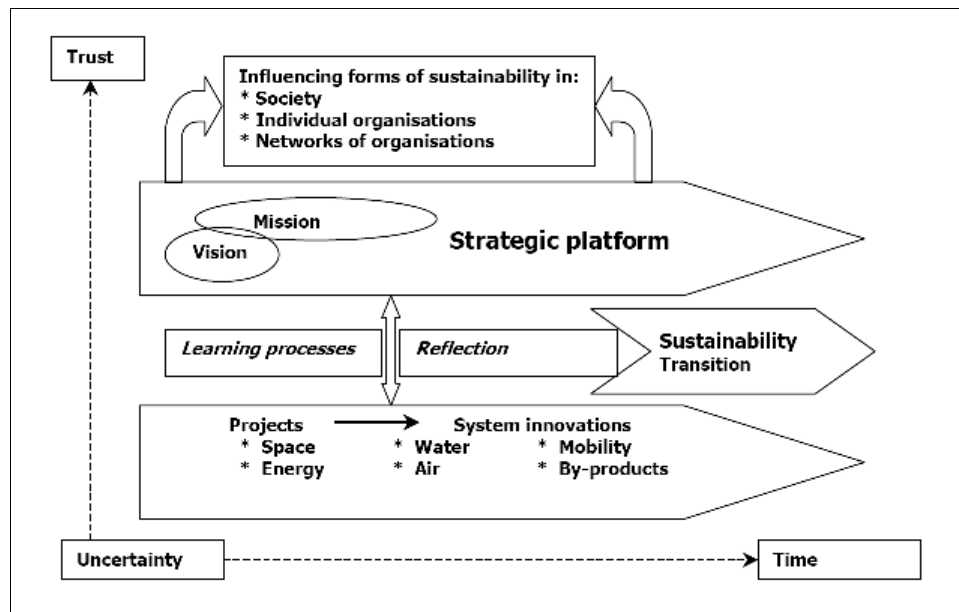 Trust
Influencing forms of sustainability in:
* Society
* Individual organisations
* Networks of organisations
Mission
Vision
Strategic platform
Learning processes
Reflection
Sustainability
Transition
Projects System innovations
* Space * Water * Mobility
* Energy * Air * By-products
Uncertainty
Time